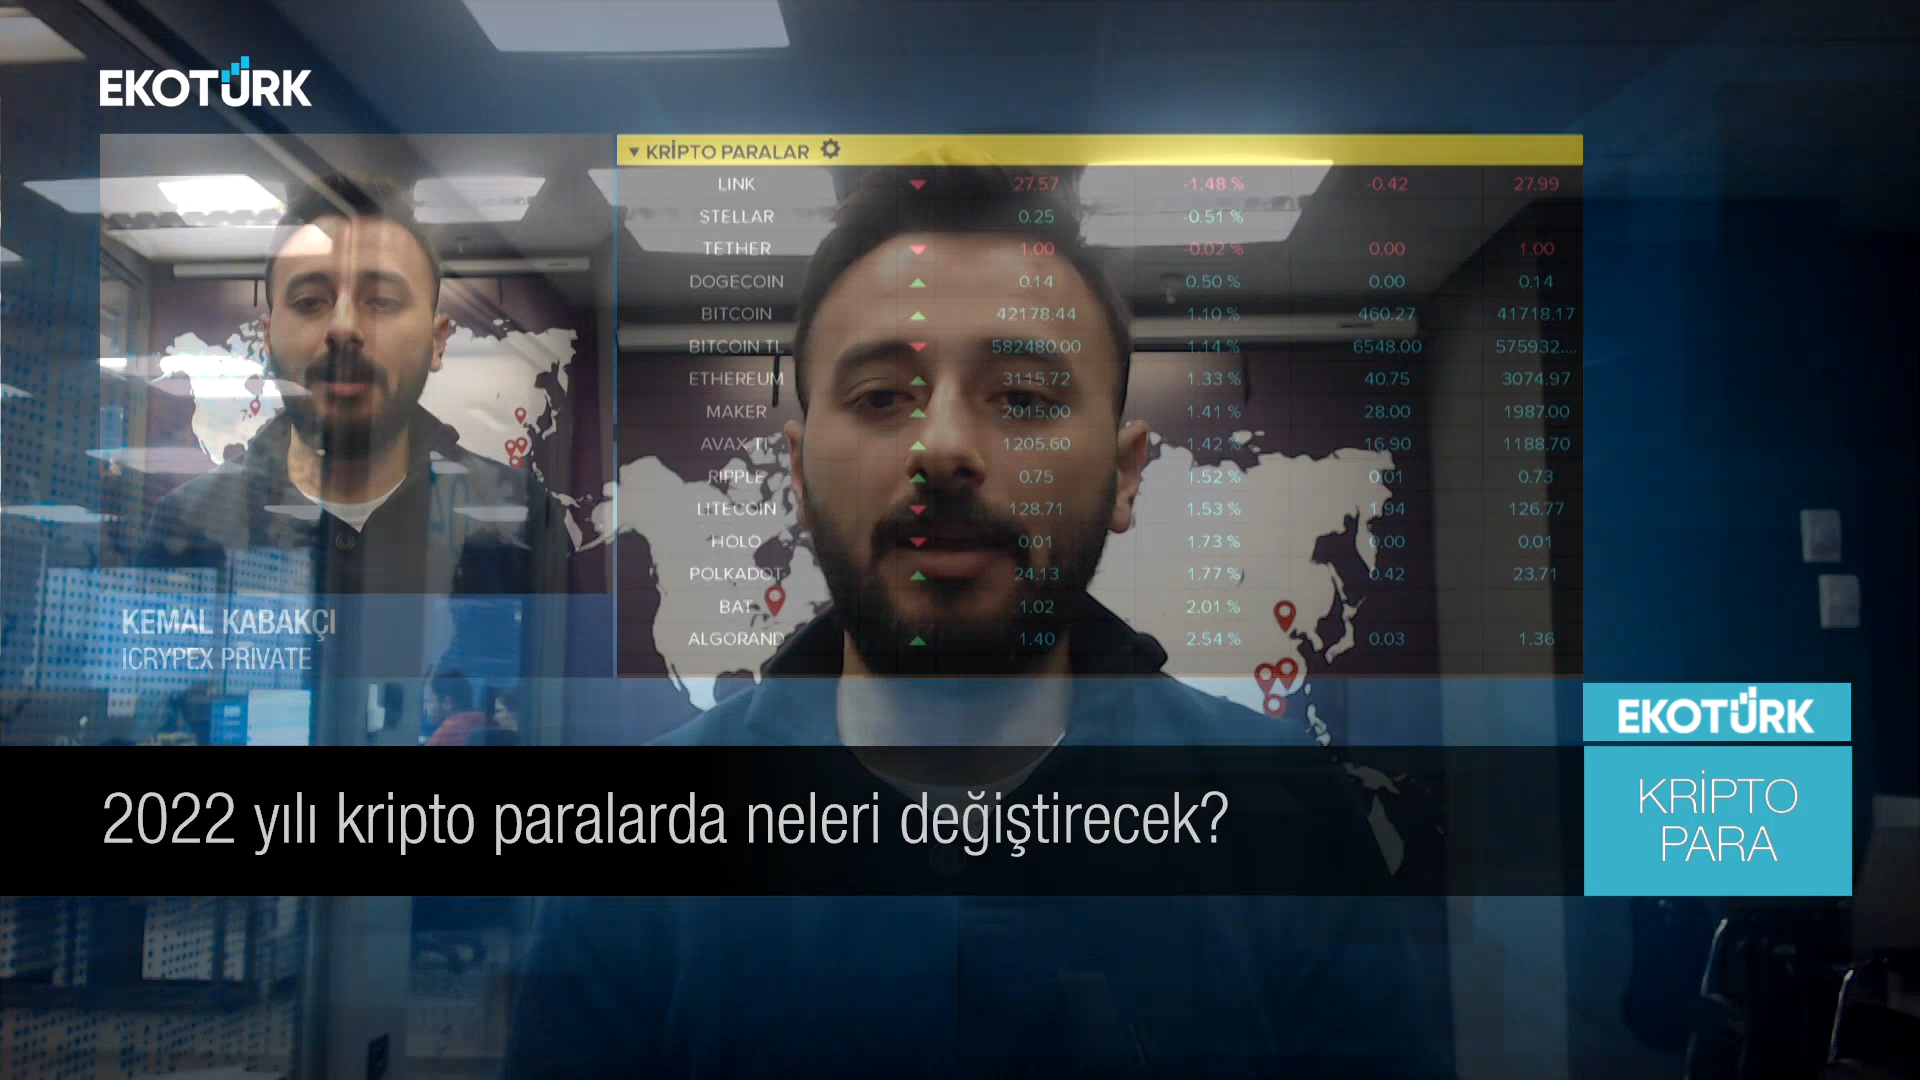 EKOTÜRK
▼ KRİPTO PARALAR
LINK 27.57 -1.48 % -0.42 27.99
STELLAR 0.25 -0.51 %
TETHER 1.00 -0.02 % 0.00 1.00
DOGECOIN 0.14 0.50 % 0.00 0.14
BITCOIN 42178.44 1.10 % 460.27 41718.17
BITCOIN TL 582480.00 1.14 % 6548.00 575932....
ETHEREUM 3115.72 1.33 % 40.75 3074.97
MAKER 2015.00 1.41 % 28.00 1987.00
AVAX TL 1205.60 1.42 % 16.90 1188.70
RIPPLE 0.75 1.52 % 0.01 0.73
LITECOIN 128.71 1.53 % 1.94 126.77
HOLO 0.01 1.73 % 0.00 0.01
POLKADOT 24.13 1.77 % 0.42 23.71
BAT 1.02 2.01 %
ALGORAND 1.40 2.54 % 0.03 1.36
KEMAL KABAKÇI
ICRYPEX PRIVATE
EKOTÜRK
2022 yılı kripto paralarda neleri değiştirecek?
KRİPTO
PARA